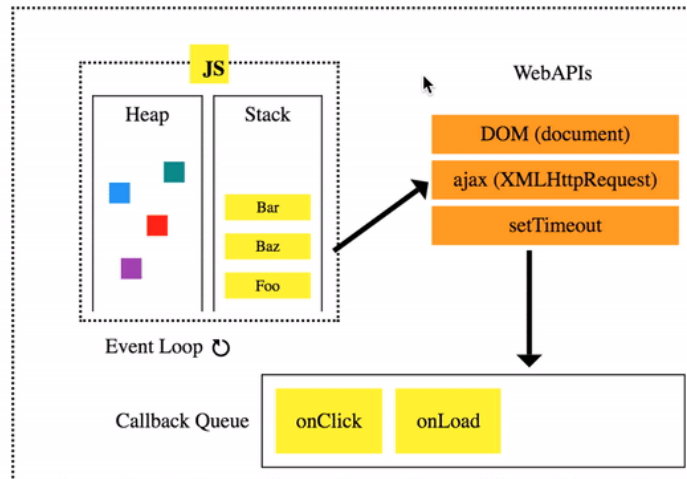 JS
WebAPIs
Heap
Stack
DOM (document)
ajax (XMLHttpRequest)
setTimeout
Bar
Baz
Foo
Event Loop
Callback Queue
onClick
onLoad